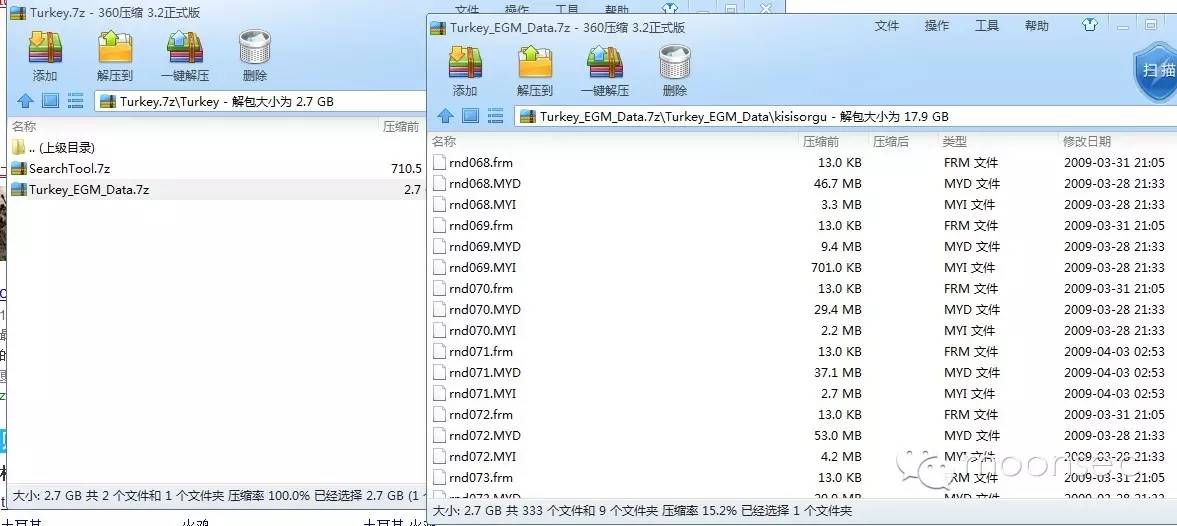 Turkey.7z - 360压缩 3.2正式版
文件 操作 工具 帮助
添加 解压到 一键解压 删除
Turkey.7z\Turkey - 解包大小为 2.7 GB
名称 压缩前
.. (上级目录)
SearchTool.7z 710.5
Turkey_EGM_Data.7z 2.7
大小: 2.7 GB 共 2 个文件和 1 个文件夹 压缩率 100.0% 已经选择 2.7 GB (1
土耳其 火鸡
土耳其 火鸡
Turkey_EGM_Data.7z - 360压缩 3.2正式版
文件 操作 工具 帮助
添加 解压到 一键解压 删除
扫描
Turkey_EGM_Data.7z\Turkey_EGM_Data\kisisorgu - 解包大小为 17.9 GB
名称 压缩前 压缩后 类型 修改日期
rnd068.frm 13.0 KB FRM 文件 2009-03-31 21:05
rnd068.MYD 46.7 MB MYD 文件 2009-03-28 21:33
rnd068.MYI 3.3 MB MYI 文件 2009-03-28 21:33
rnd069.frm 13.0 KB FRM 文件 2009-03-31 21:05
rnd069.MYD 9.4 MB MYD 文件 2009-03-28 21:33
rnd069.MYI 701.0 KB MYI 文件 2009-03-28 21:33
rnd070.frm 13.0 KB FRM 文件 2009-03-31 21:05
rnd070.MYD 29.4 MB MYD 文件 2009-03-28 21:33
rnd070.MYI 2.2 MB MYI 文件 2009-03-28 21:33
rnd071.frm 13.0 KB FRM 文件 2009-04-03 02:53
rnd071.MYD 37.1 MB MYD 文件 2009-04-03 02:53
rnd071.MYI 2.7 MB MYI 文件 2009-04-03 02:53
rnd072.frm 13.0 KB FRM 文件 2009-03-31 21:05
rnd072.MYD 53.0 MB MYD 文件 2009-03-28 21:33
rnd072.MYI 4.2 MB MYI 文件 2009-03-28 21:33
rnd073.frm 13.0 KB FRM 文件 2009-03-31 21:05
moonsec
大小: 2.7 GB 共 333 个文件和 9 个文件夹 压缩率 15.2% 已经选择 1 个文件夹